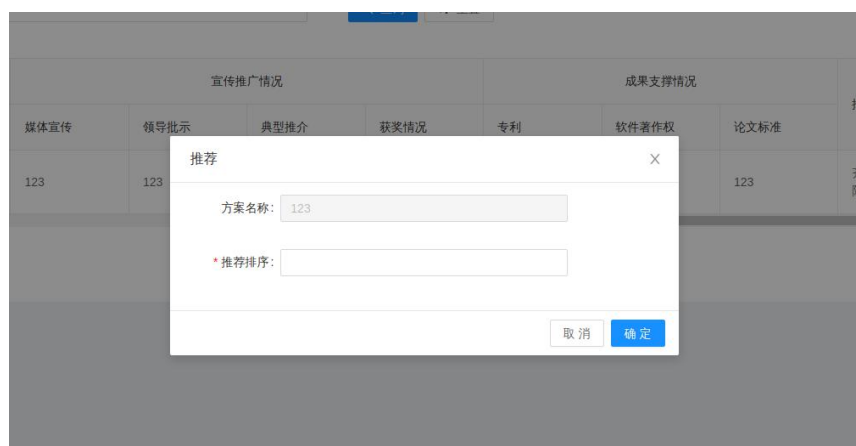 宣传推广情况 成果支撑情况
媒体宣传 领导批示 典型推介 获奖情况 专利 软件著作权 论文标准
123 123 123
推荐
方案名称: 123
* 推荐排序:
取 消 确 定